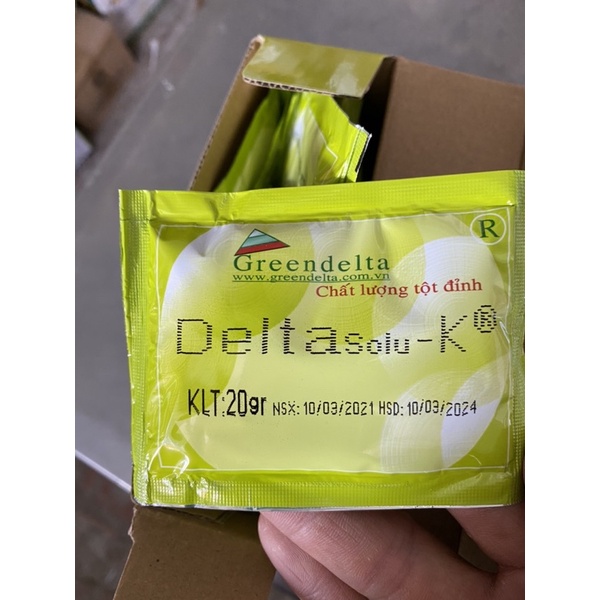 ®
Greendelta
www.greendelta.com.vn
Chất lượng tột đỉnh
DeltaSolu-K®
KLT:20gr NSX: 10/03/2021 HSD: 10/03/2024